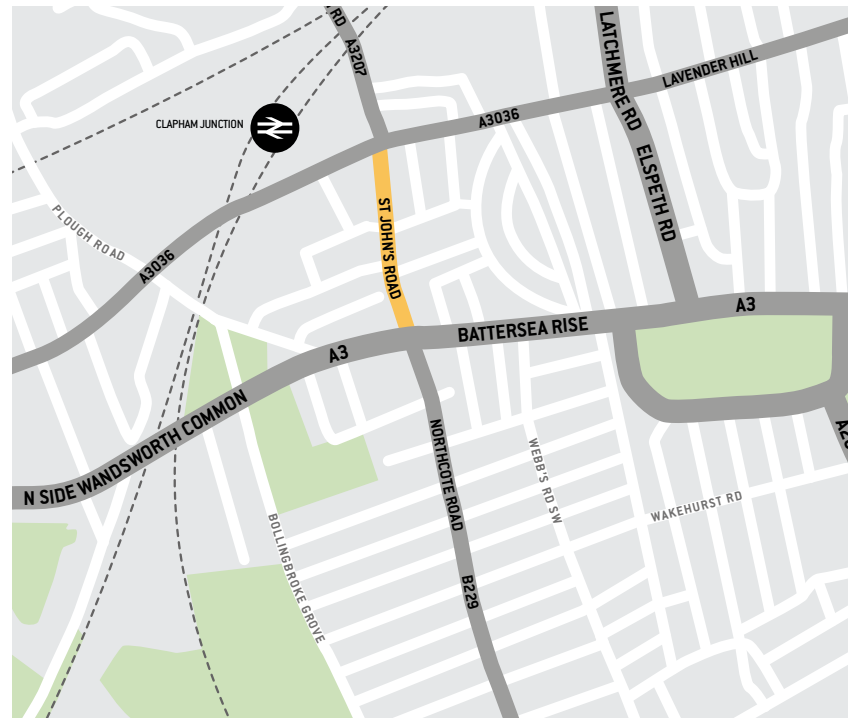 RD
A3207
LATCHMERE RD
LAVENDER HILL
CLAPHAM JUNCTION
A3036
ELSPETH RD
PLOUGH ROAD
ST JOHN'S ROAD
A3036
A3
BATTERSEA RISE
A3
N SIDE WANDSWORTH COMMON
NORTHCOTE ROAD
WEBB'S RD SW
WAKEHURST RD
BOLLINGBROKE GROVE
B229